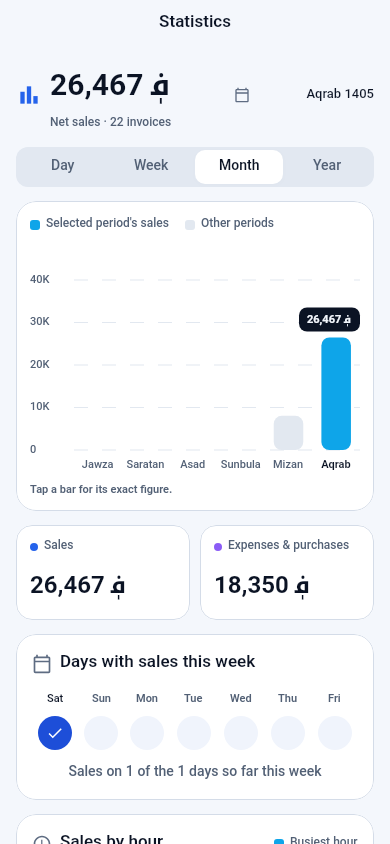 Statistics
26,467 ؋
Aqrab 1405
Net sales · 22 invoices
Day Week Month Year
Selected period's sales Other periods
40K
30K
26,467 ؋
20K
10K
0
Jawza Saratan Asad Sunbula Mizan Aqrab
Tap a bar for its exact figure.
Sales
26,467 ؋
Expenses & purchases
18,350 ؋
Days with sales this week
Sat Sun Mon Tue Wed Thu Fri
Sales on 1 of the 1 days so far this week
Sales by hour
Busiest hour